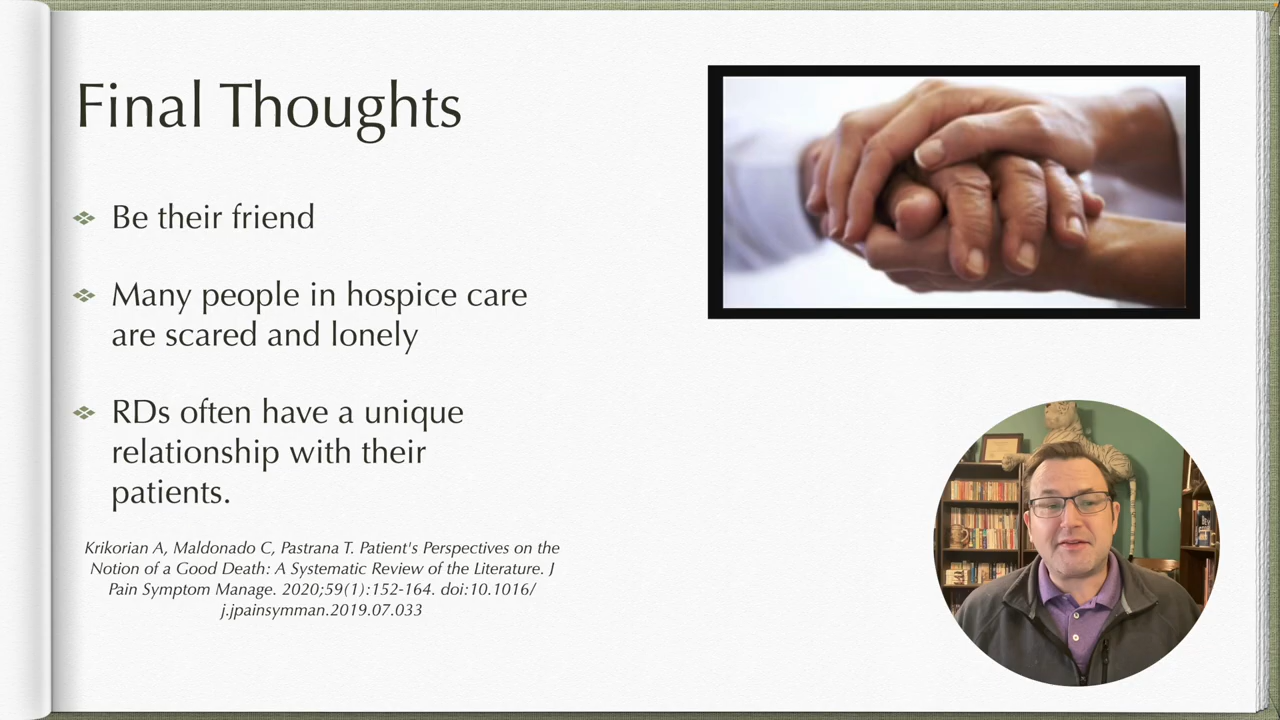 Final Thoughts
Be their friend
Many people in hospice care
are scared and lonely
RDs often have a unique
relationship with their
patients.
Krikorian A, Maldonado C, Pastrana T. Patient's Perspectives on the
Notion of a Good Death: A Systematic Review of the Literature. J
Pain Symptom Manage. 2020;59(1):152-164. doi:10.1016/
j.jpainsymman.2019.07.033